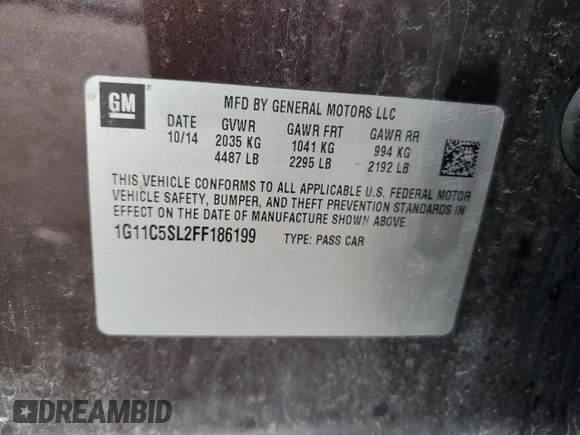 GM
MFD BY GENERAL MOTORS LLC
DATE GVWR GAWR FRT GAWR RR
10/14 2035 KG 1041 KG 994 KG
4487 LB 2295 LB 2192 LB
THIS VEHICLE CONFORMS TO ALL APPLICABLE U.S. FEDERAL MOTOR
VEHICLE SAFETY, BUMPER, AND THEFT PREVENTION STANDARDS IN
EFFECT ON THE DATE OF MANUFACTURE SHOWN ABOVE.
1G11C5SL2FF186199 TYPE: PASS CAR
DREAMBID